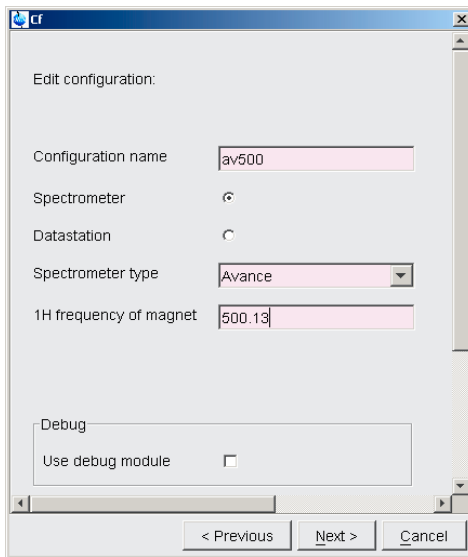 Cf
Edit configuration:
Configuration name av500
Spectrometer
Datastation
Spectrometer type Avance
1H frequency of magnet 500.13
Debug
Use debug module
< Previous Next > Cancel